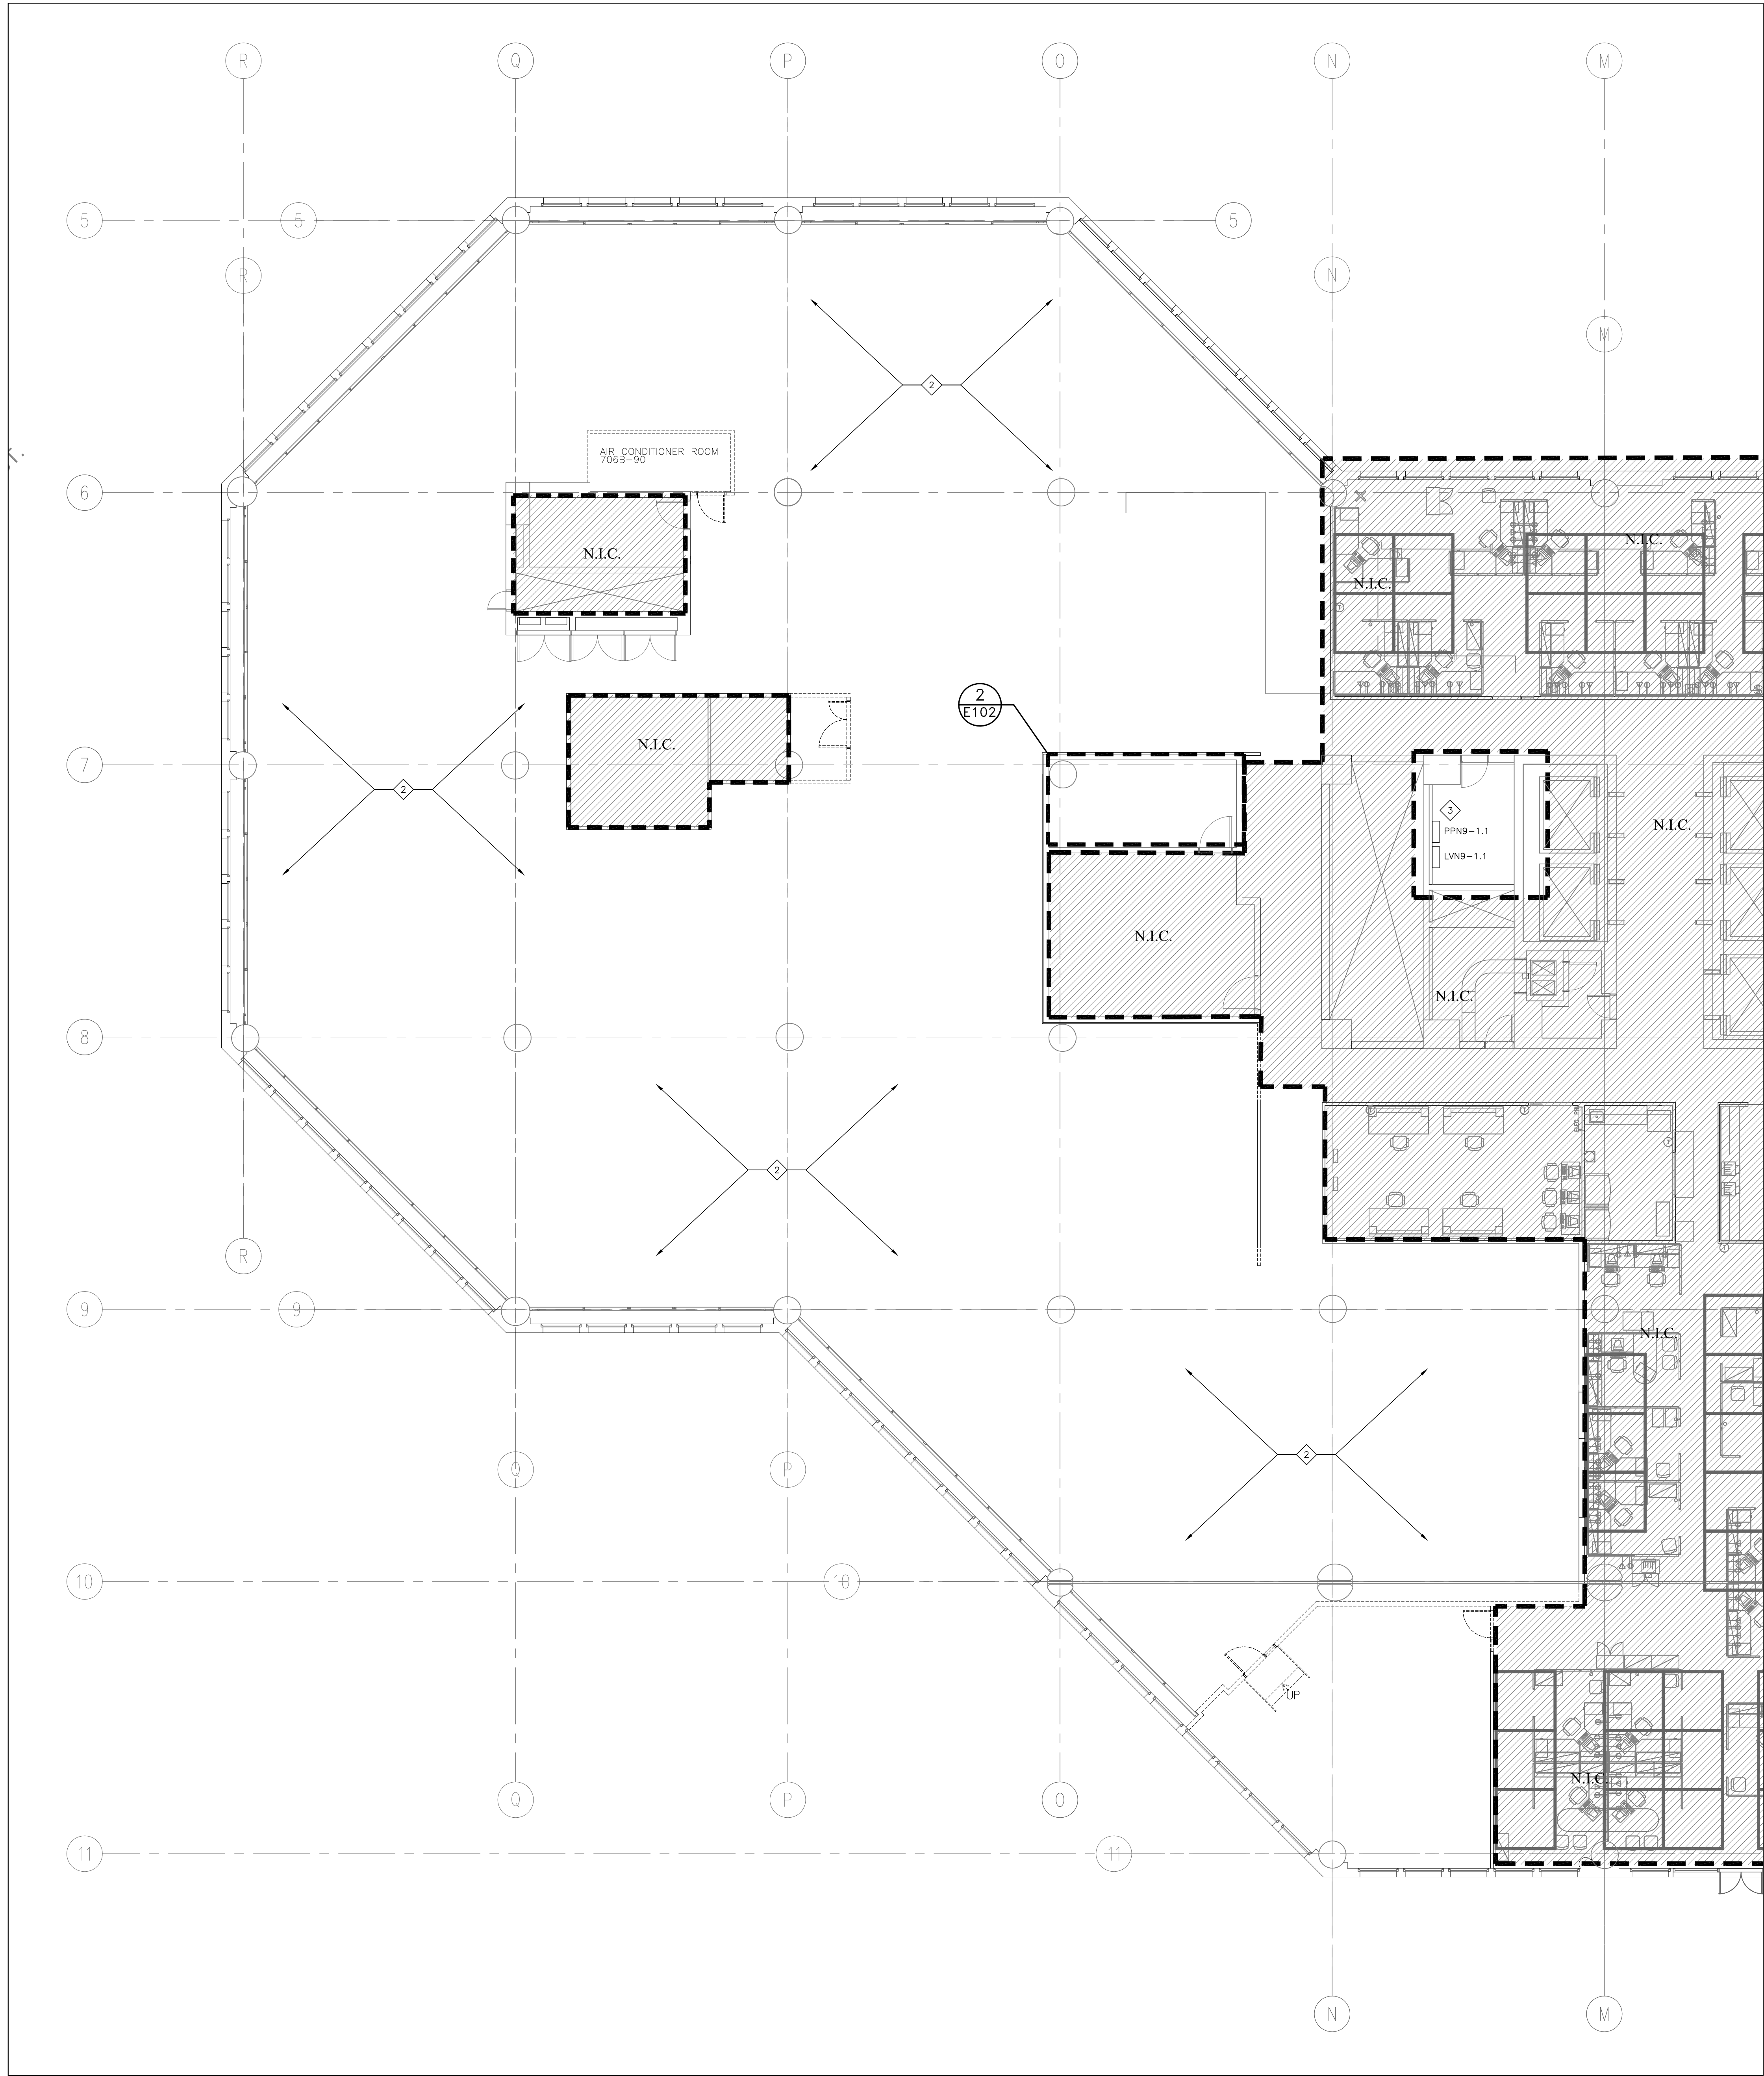 R
Q
P
O
N
M
5
5
5
R
N
M
2
AIR CONDITIONER ROOM
706B-90
6
N.I.C.
N.I.C.
N.I.C.
2
E102
N.I.C.
7
2
3
PPN9-1.1
LVN9-1.1
N.I.C.
N.I.C.
N.I.C.
8
2
R
9
9
N.I.C.
Q
P
2
10
10
UP
N.I.C.
Q
P
O
11
11
N
M